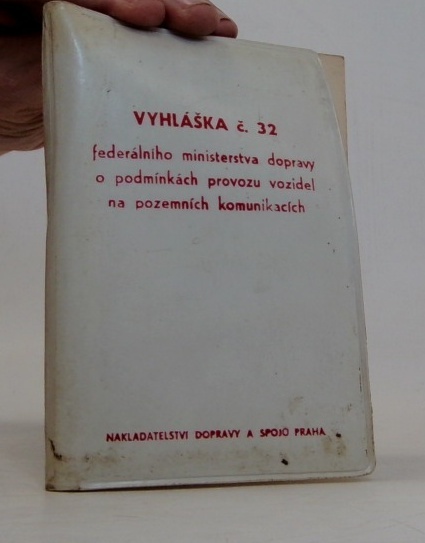 VYHLÁŠKA č. 32
federálního ministerstva dopravy
o podmínkách provozu vozidel
na pozemních komunikacích
NAKLADATELSTVÍ DOPRAVY A SPOJŮ PRAHA